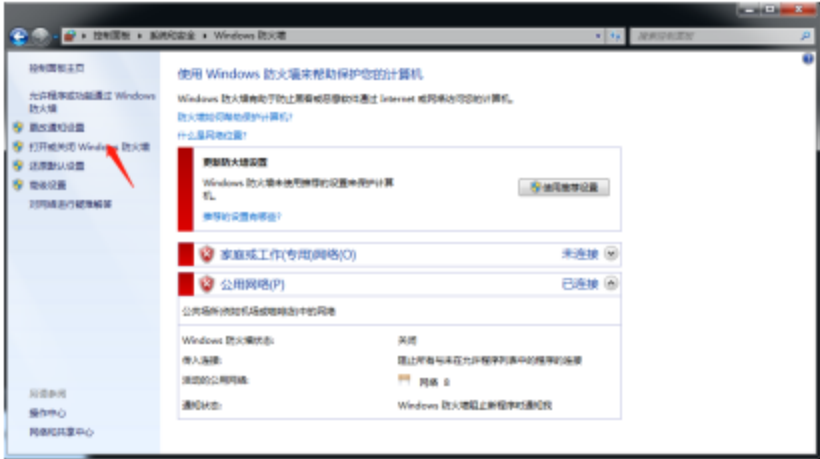 控制面板 ▸ 系统和安全 ▸ Windows 防火墙
搜索控制面板
控制面板主页
允许程序或功能通过 Windows
防火墙
更改通知设置
打开或关闭 Windows 防火墙
还原默认设置
高级设置
对网络进行疑难解答
使用 Windows 防火墙来帮助保护您的计算机
Windows 防火墙有助于防止黑客或恶意软件通过 Internet 或网络访问您的计算机。
防火墙如何帮助保护计算机?
什么是网络位置?
更新防火墙设置
Windows 防火墙未使用推荐的设置来保护计算
机。
使用推荐设置
推荐的设置有哪些?
家庭或工作(专用)网络(O)
未连接
公用网络(P)
已连接
公共场所(例如机场或咖啡店)中的网络
Windows 防火墙状态:
关闭
传入连接:
阻止所有与未在允许程序列表中的程序的连接
活动的公用网络:
网络 8
通知状态:
Windows 防火墙阻止新程序时通知我
另请参阅
操作中心
网络和共享中心